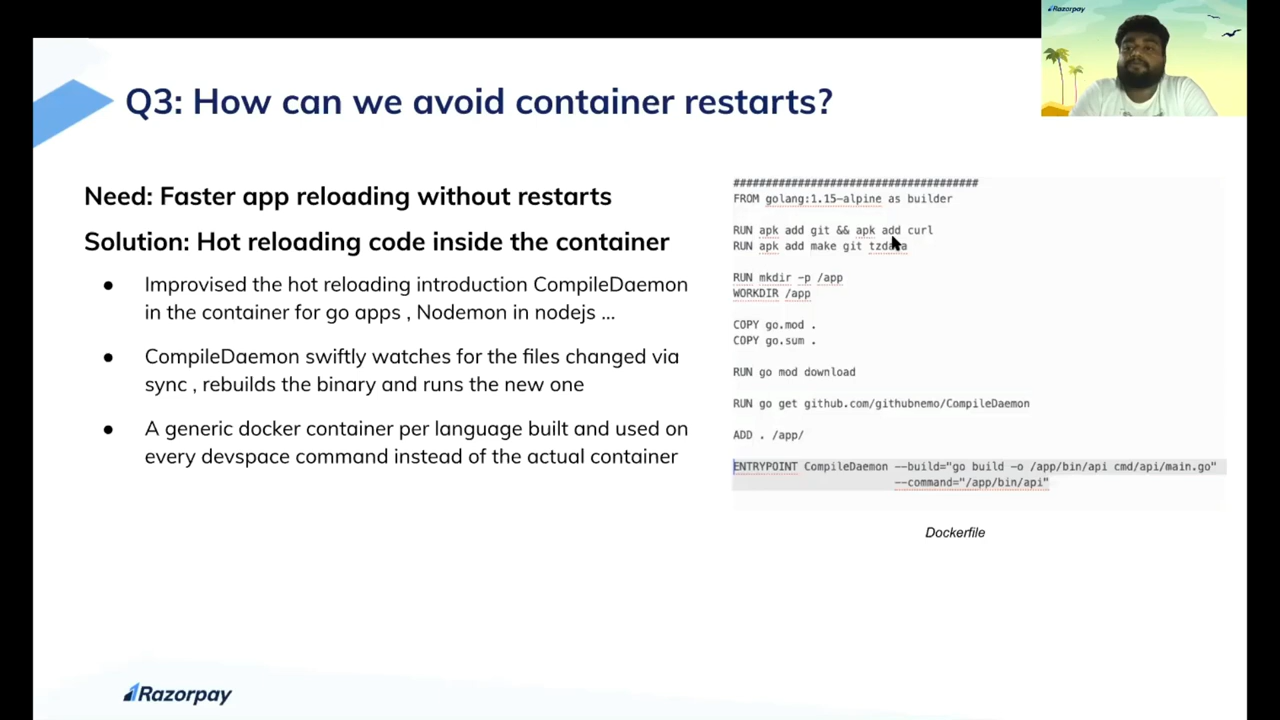 Razorpay
Q3: How can we avoid container restarts?
Need: Faster app reloading without restarts
Solution: Hot reloading code inside the container
● Improvised the hot reloading introduction CompileDaemon
in the container for go apps , Nodemon in nodejs ...
● CompileDaemon swiftly watches for the files changed via
sync , rebuilds the binary and runs the new one
● A generic docker container per language built and used on
every devspace command instead of the actual container
######################################
FROM golang:1.15-alpine as builder
RUN apk add git && apk add curl
RUN apk add make git tzdata
RUN mkdir -p /app
WORKDIR /app
COPY go.mod .
COPY go.sum .
RUN go mod download
RUN go get github.com/githubnemo/CompileDaemon
ADD . /app/
ENTRYPOINT CompileDaemon --build="go build -o /app/bin/api cmd/api/main.go"
--command="/app/bin/api"
Dockerfile
Razorpay